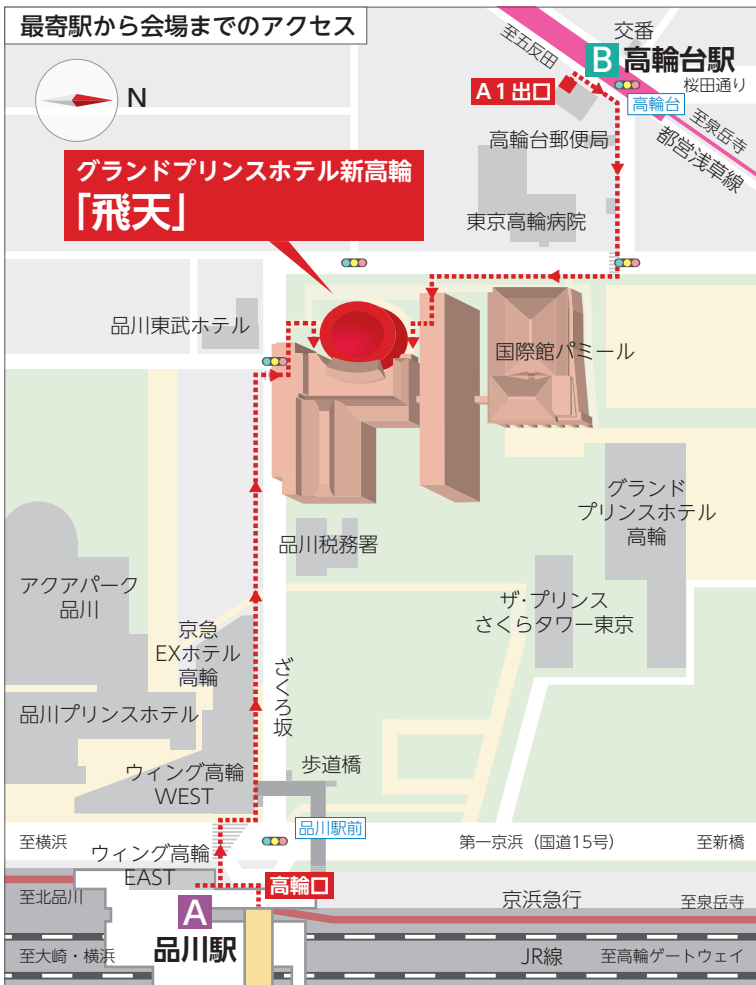 最寄駅から会場までのアクセス
N
至五反田
交番
B 高輪台駅
桜田通り
A1出口
高輪台
至泉岳寺
都営浅草線
高輪台郵便局
グランドプリンスホテル新高輪
「飛天」
東京高輪病院
品川東武ホテル
国際館パミール
グランド
プリンスホテル
高輪
品川税務署
アクアパーク
品川
ザ・プリンス
さくらタワー東京
京急
EXホテル
高輪
ざくろ坂
品川プリンスホテル
ウィング高輪
WEST
歩道橋
品川駅前
至横浜
第一京浜（国道15号）
至新橋
ウィング高輪
EAST
高輪口
至北品川
京浜急行
至泉岳寺
A
品川駅
至大崎・横浜
JR線
至高輪ゲートウェイ